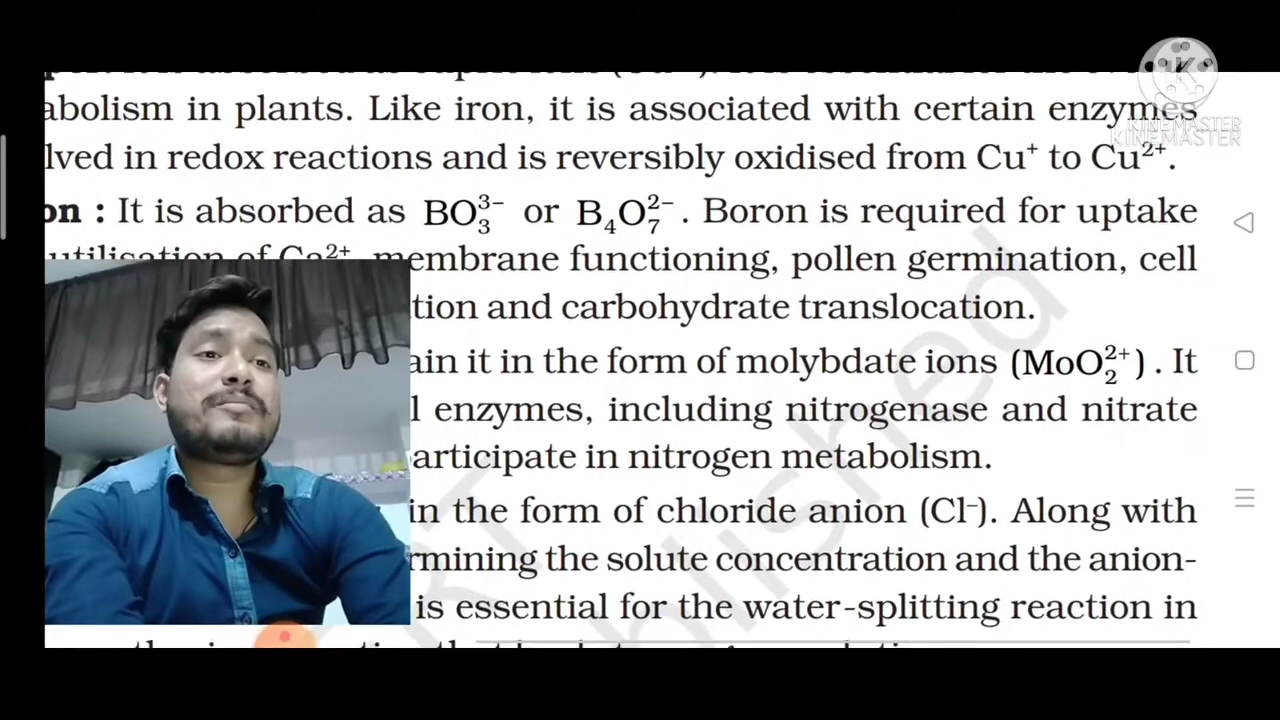 abolism in plants. Like iron, it is associated with certain enzymes
lved in redox reactions and is reversibly oxidised from Cu⁺ to Cu²⁺.
on : It is absorbed as BO₃³⁻ or B₄O₇²⁻. Boron is required for uptake
utilisation of Ca²⁺, membrane functioning, pollen germination, cell
tion and carbohydrate translocation.
ain it in the form of molybdate ions (MoO₂²⁺). It
l enzymes, including nitrogenase and nitrate
articipate in nitrogen metabolism.
in the form of chloride anion (Cl⁻). Along with
rmining the solute concentration and the anion-
is essential for the water-splitting reaction in
K
KINEMASTER
KINEMASTER